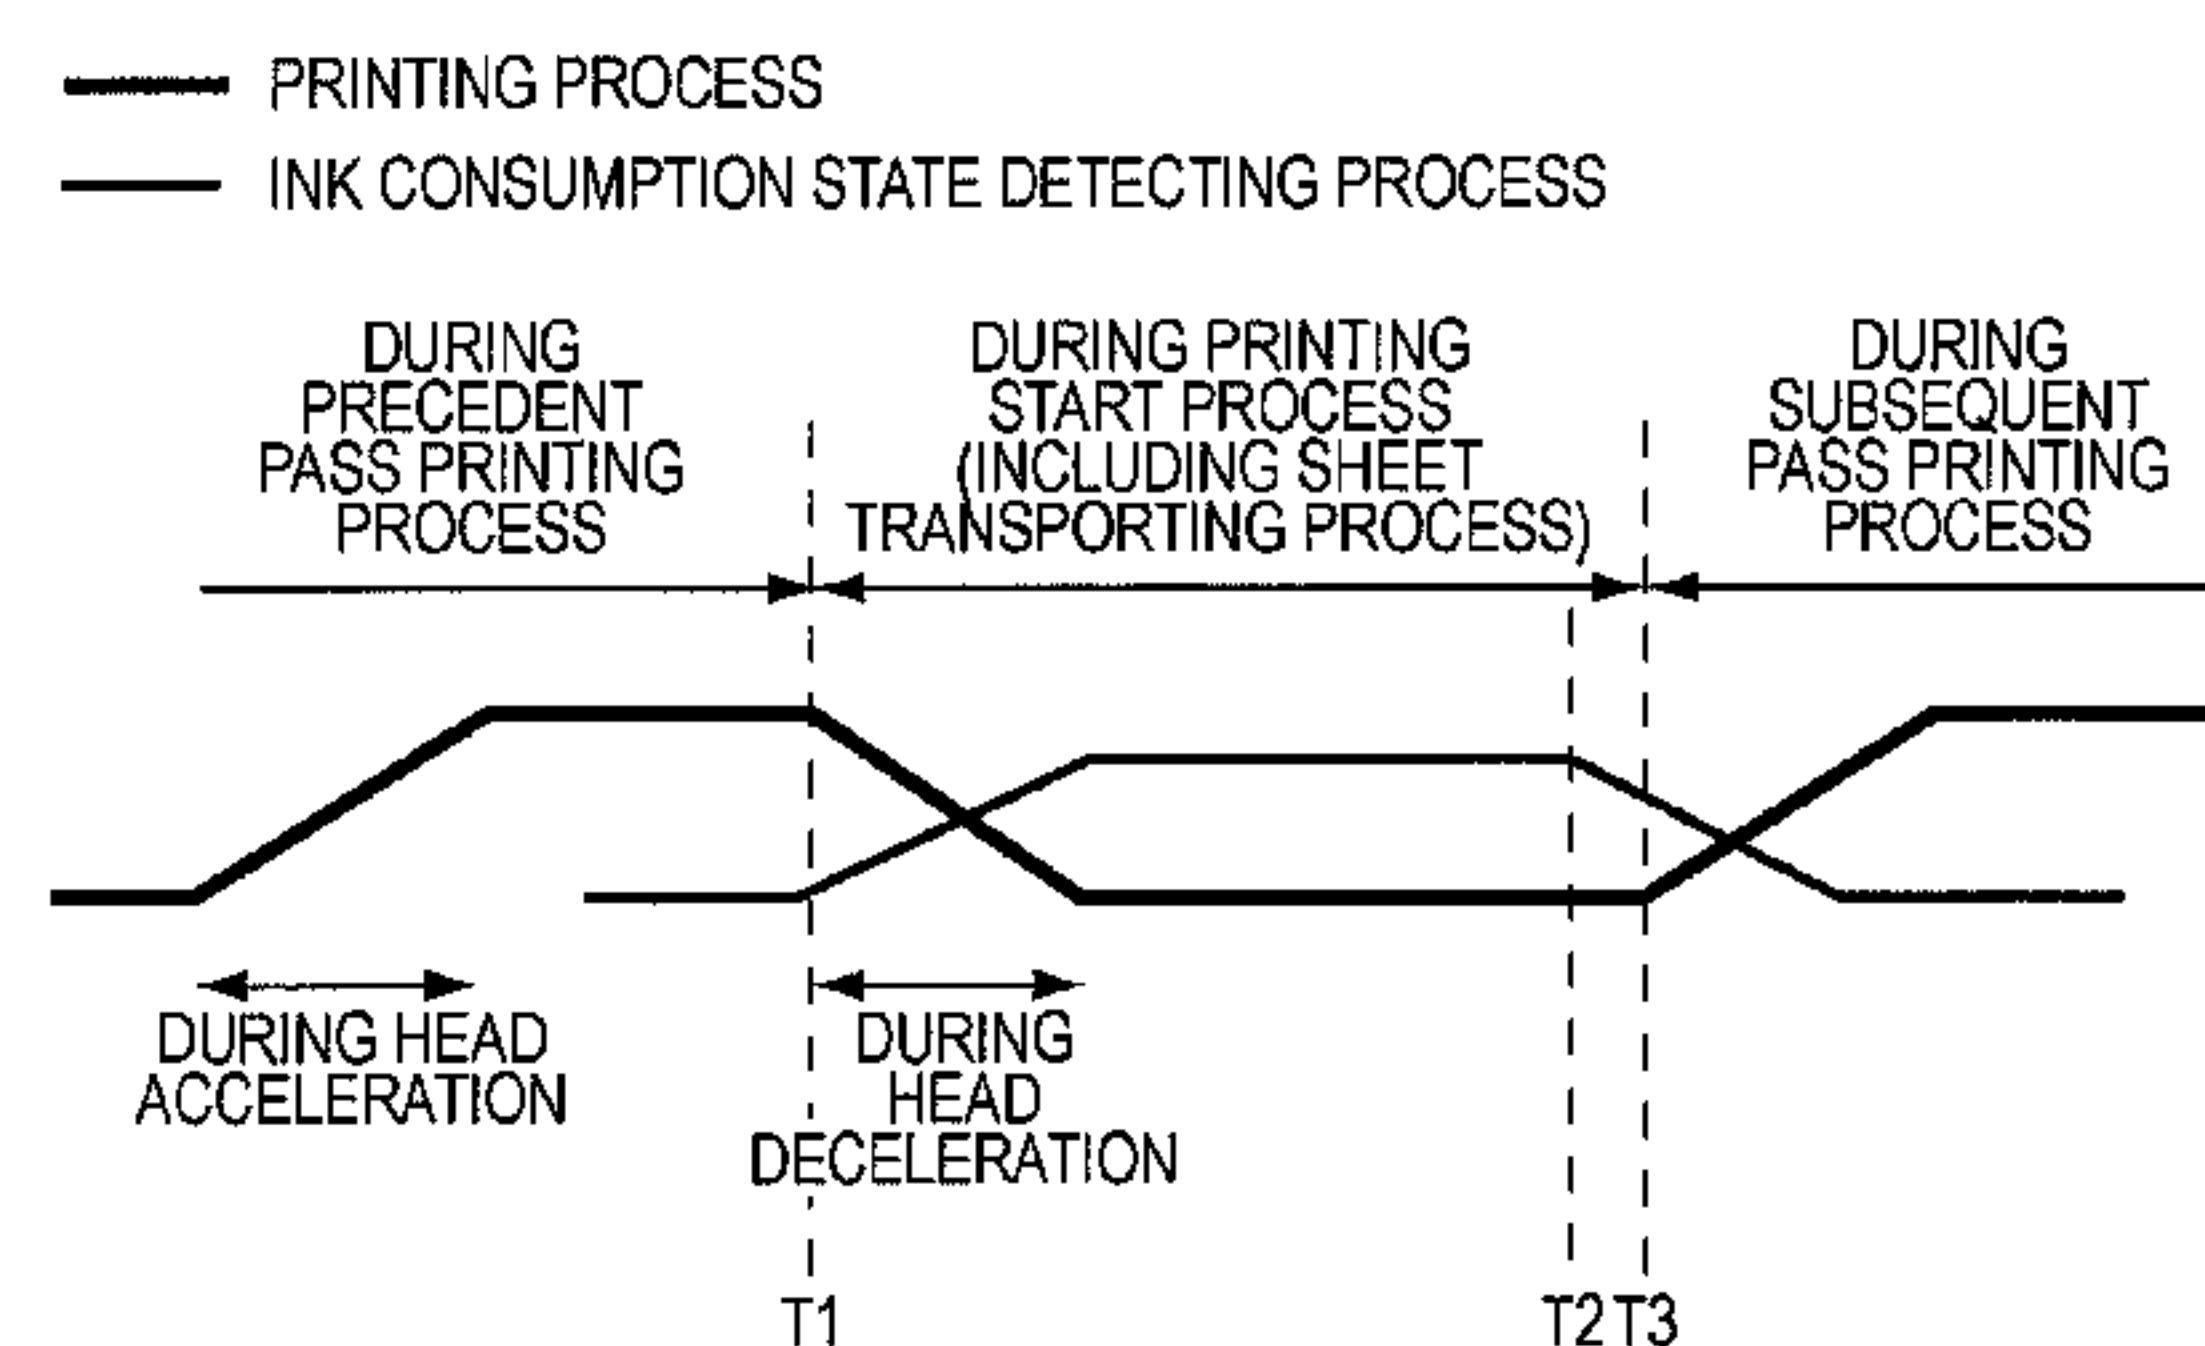 PRINTING PROCESS
INK CONSUMPTION STATE DETECTING PROCESS
DURING
PRECEDENT
PASS PRINTING
PROCESS
DURING PRINTING
START PROCESS
(INCLUDING SHEET
TRANSPORTING PROCESS)
DURING
SUBSEQUENT
PASS PRINTING
PROCESS
DURING HEAD
ACCELERATION
DURING
HEAD
DECELERATION
T1
T2
T3